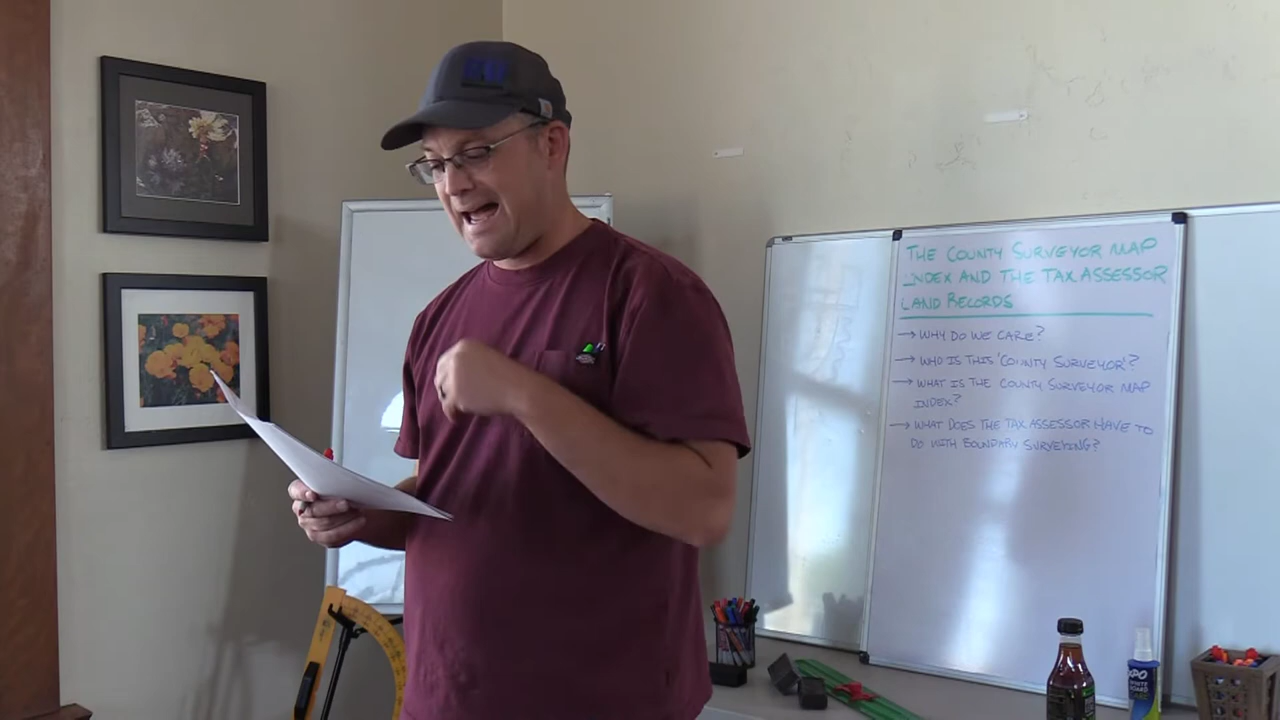 THE COUNTY SURVEYOR MAP
INDEX AND THE TAX ASSESSOR
LAND RECORDS
→ WHY DO WE CARE?
→ WHO IS THIS 'COUNTY SURVEYOR'?
→ WHAT IS THE COUNTY SURVEYOR MAP
INDEX?
→ WHAT DOES THE TAX ASSESSOR HAVE TO
DO WITH BOUNDARY SURVEYING?
EXPO